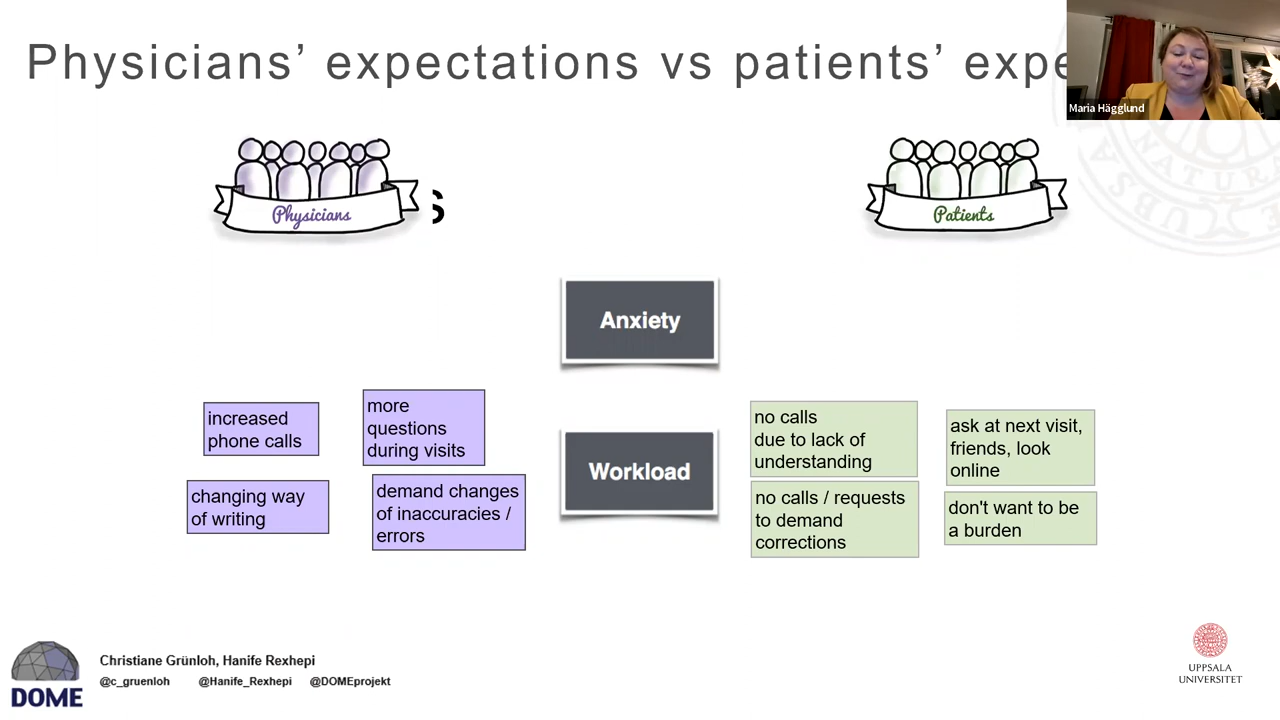 Physicians’ expectations vs patients’ expe
Maria Hägglund
Physicians
s
Patients
Anxiety
increased
phone calls
more
questions
during visits
changing way
of writing
demand changes
of inaccuracies /
errors
Workload
no calls
due to lack of
understanding
ask at next visit,
friends, look
online
no calls / requests
to demand
corrections
don't want to be
a burden
Christiane Grünloh, Hanife Rexhepi
@c_gruenloh @Hanife_Rexhepi @DOMEprojekt
DOME
UPPSALA
UNIVERSITET